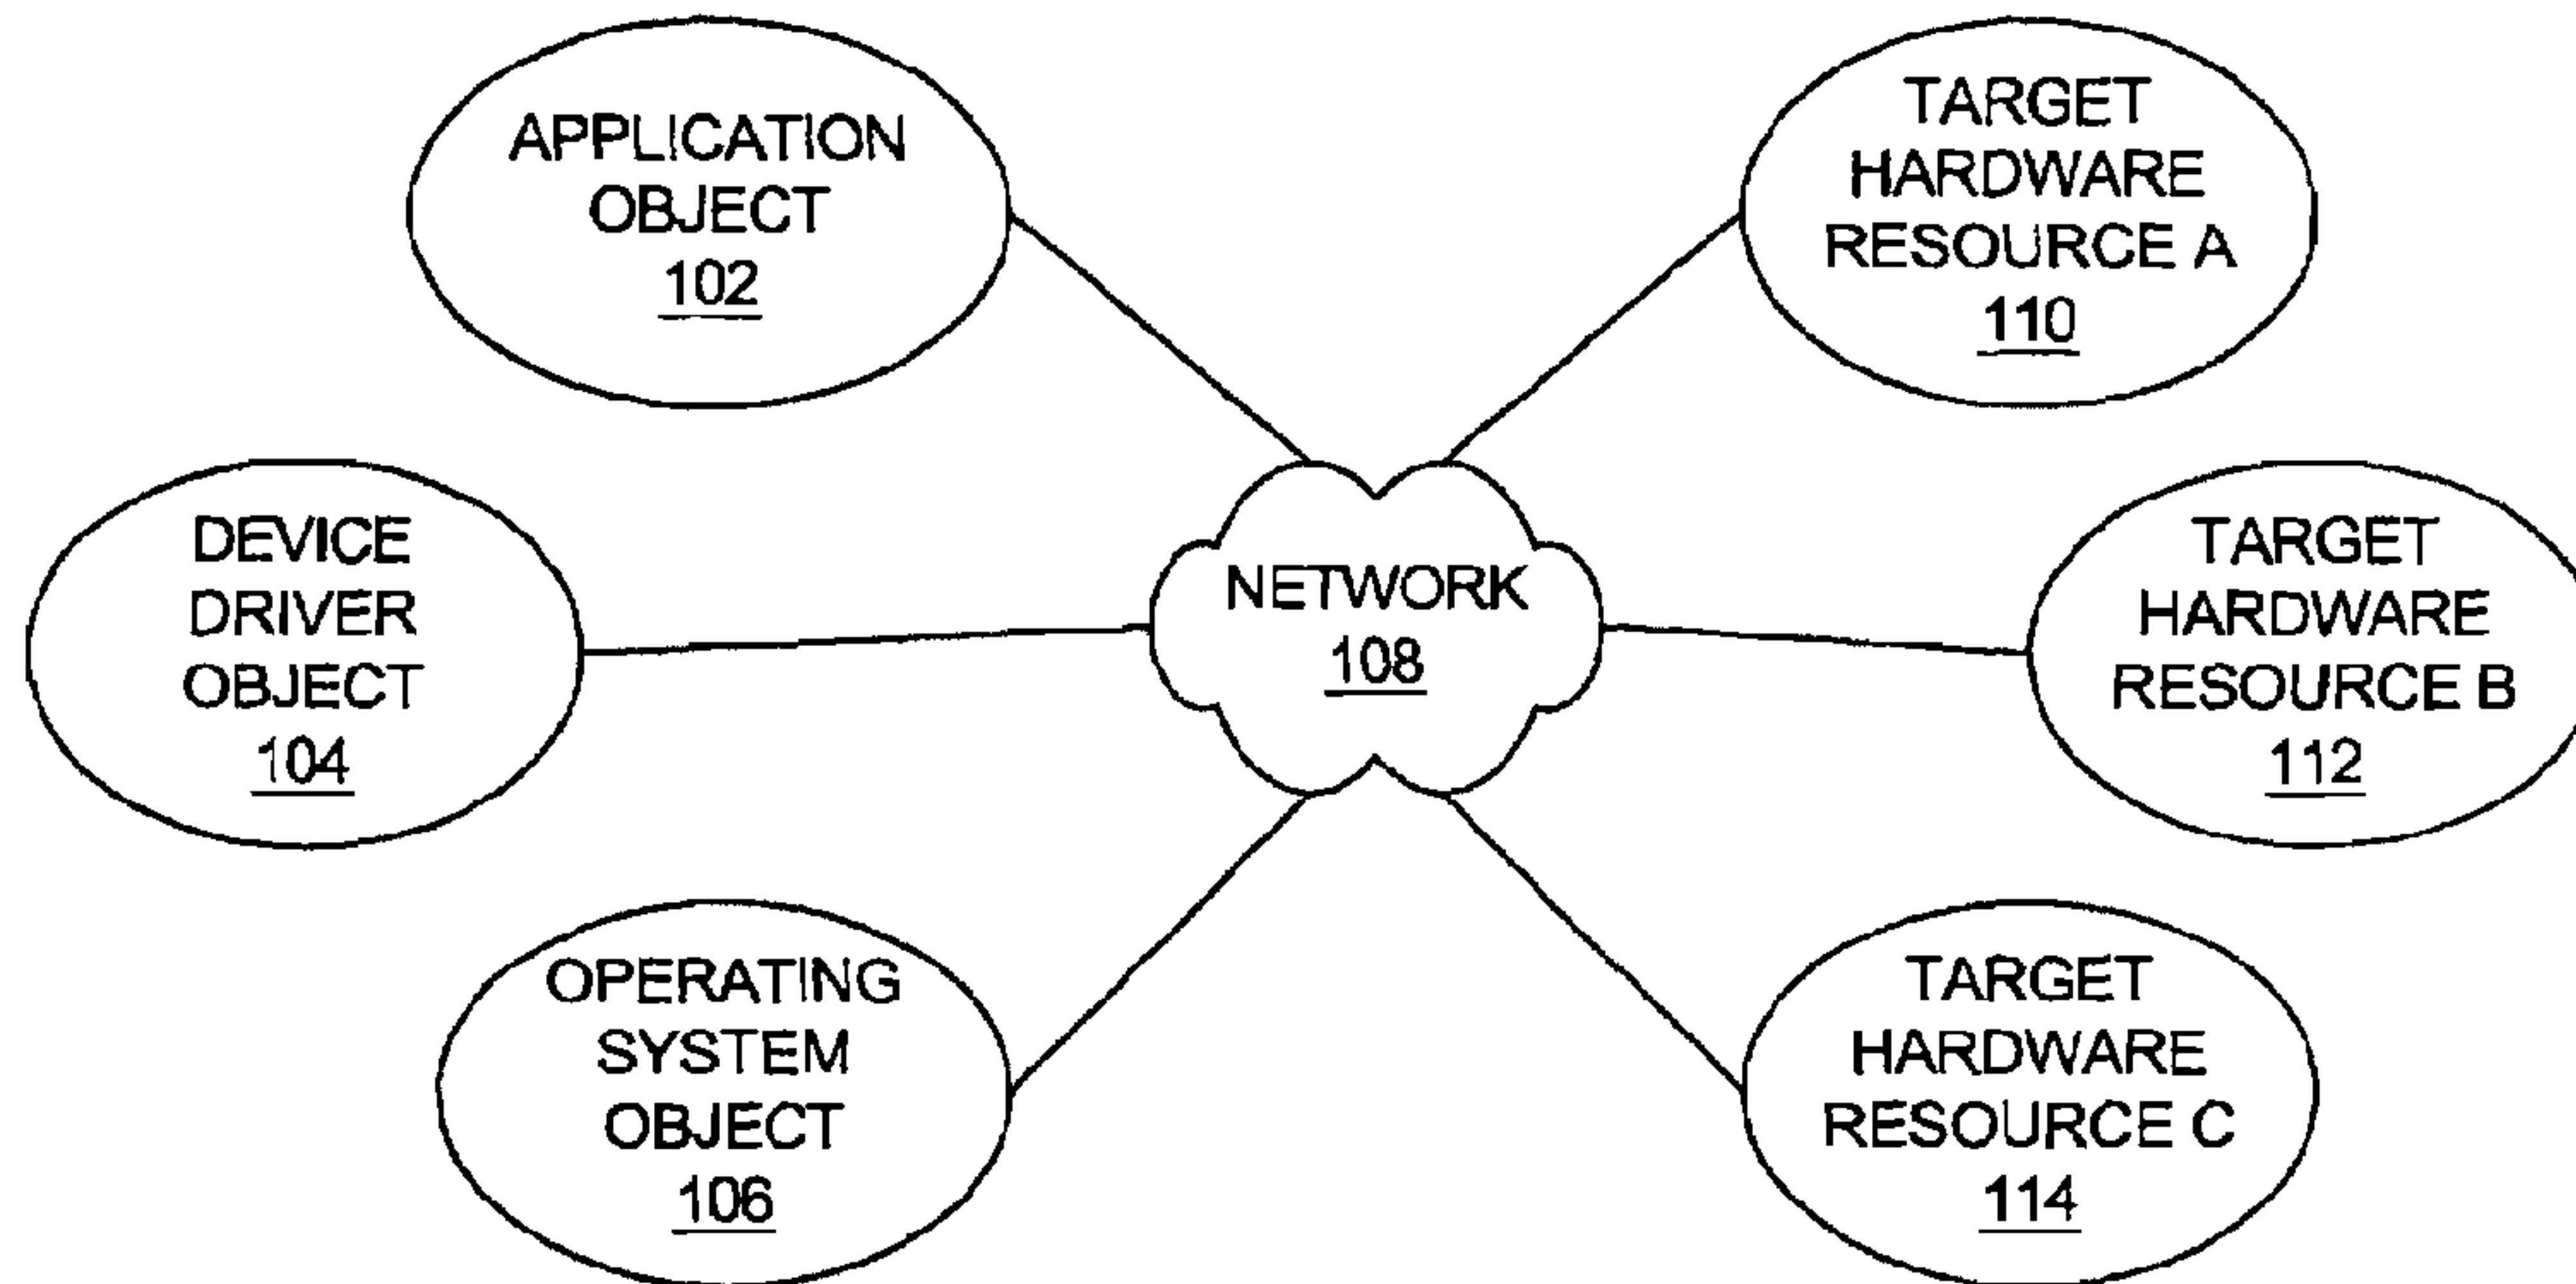 APPLICATION
OBJECT
102
TARGET
HARDWARE
RESOURCE A
110
DEVICE
DRIVER
OBJECT
104
NETWORK
108
TARGET
HARDWARE
RESOURCE B
112
OPERATING
SYSTEM
OBJECT
106
TARGET
HARDWARE
RESOURCE C
114